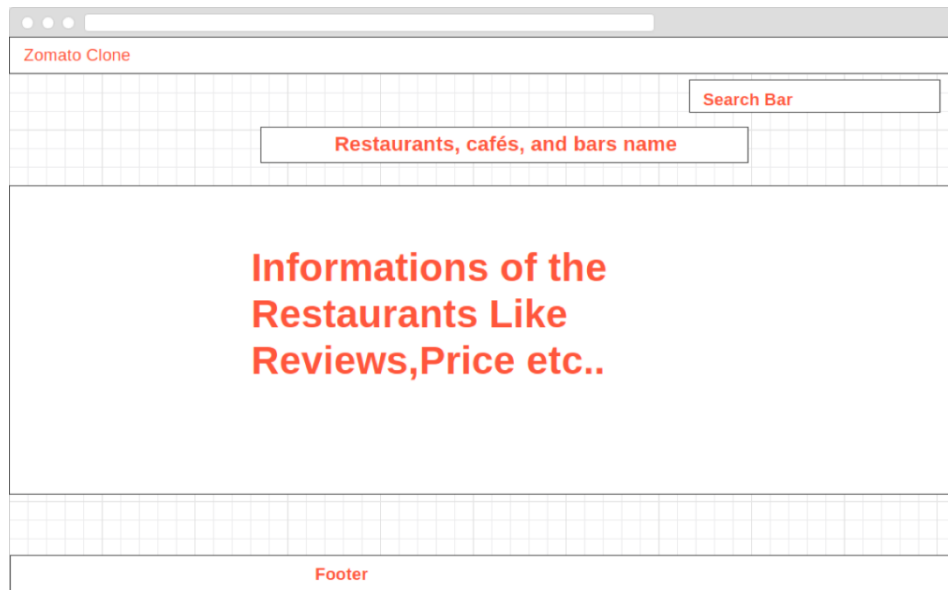 Zomato Clone
Search Bar
Restaurants, cafés, and bars name
Informations of the
Restaurants Like
Reviews,Price etc..
Footer